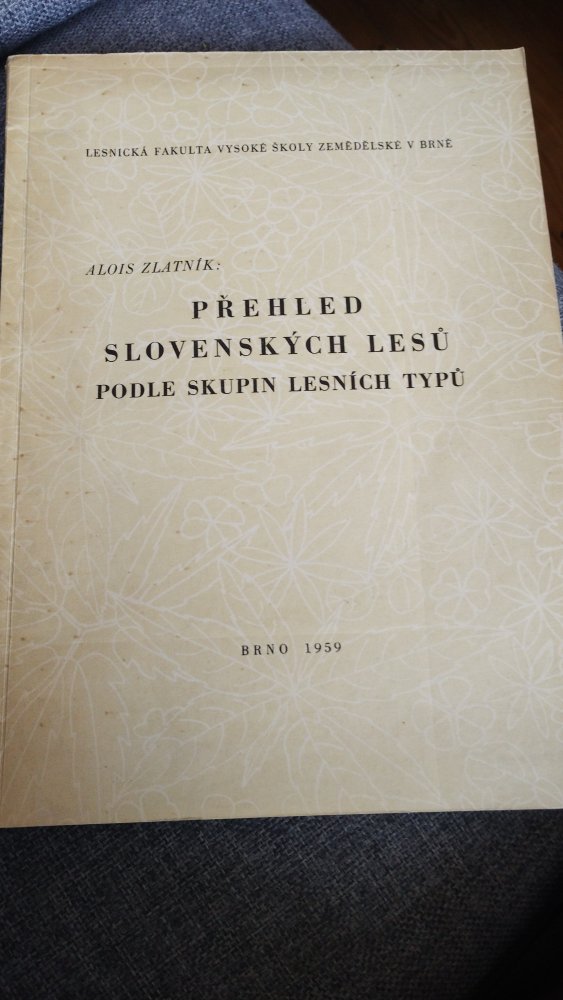 LESNICKÁ FAKULTA VYSOKÉ ŠKOLY ZEMĚDĚLSKÉ V BRNĚ
ALOIS ZLATNÍK:
PŘEHLED
SLOVENSKÝCH LESŮ
PODLE SKUPIN LESNÍCH TYPŮ
BRNO 1959